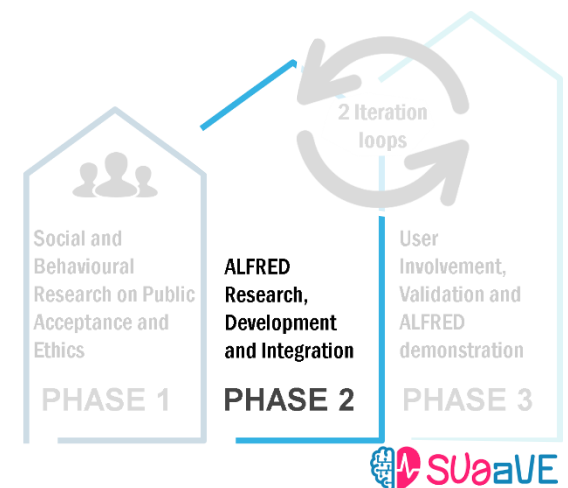 2 Iteration
loops
Social and
Behavioural
Research on Public
Acceptance and
Ethics
PHASE 1
ALFRED
Research,
Development
and Integration
PHASE 2
User
Involvement,
Validation and
ALFRED
demonstration
PHASE 3
SUaaVE